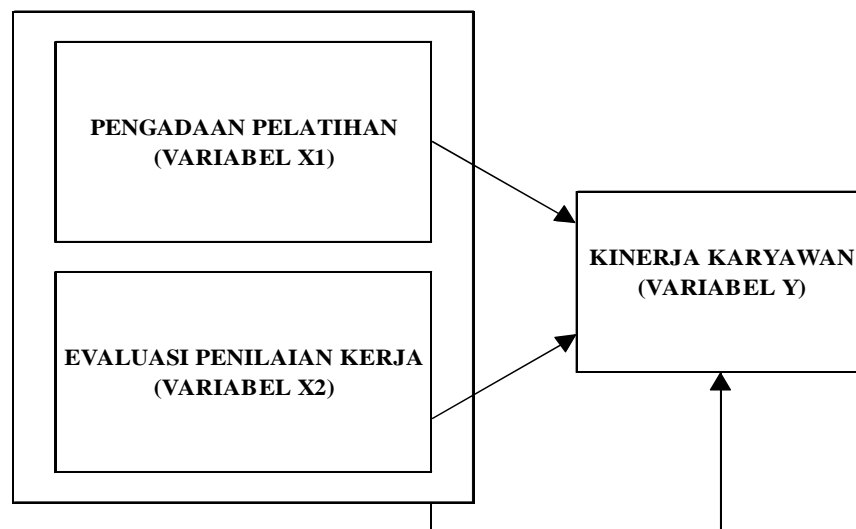 PENGADAAN PELATIHAN
(VARIABEL X1)
KINERJA KARYAWAN
(VARIABEL Y)
EVALUASI PENILAIAN KERJA
(VARIABEL X2)